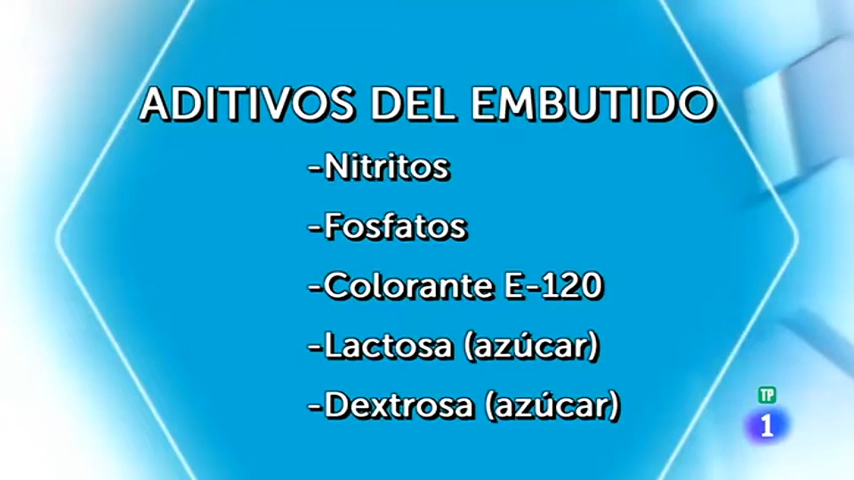 ADITIVOS DEL EMBUTIDO
-Nitritos
-Fosfatos
-Colorante E-120
-Lactosa (azúcar)
-Dextrosa (azúcar)
TP
1